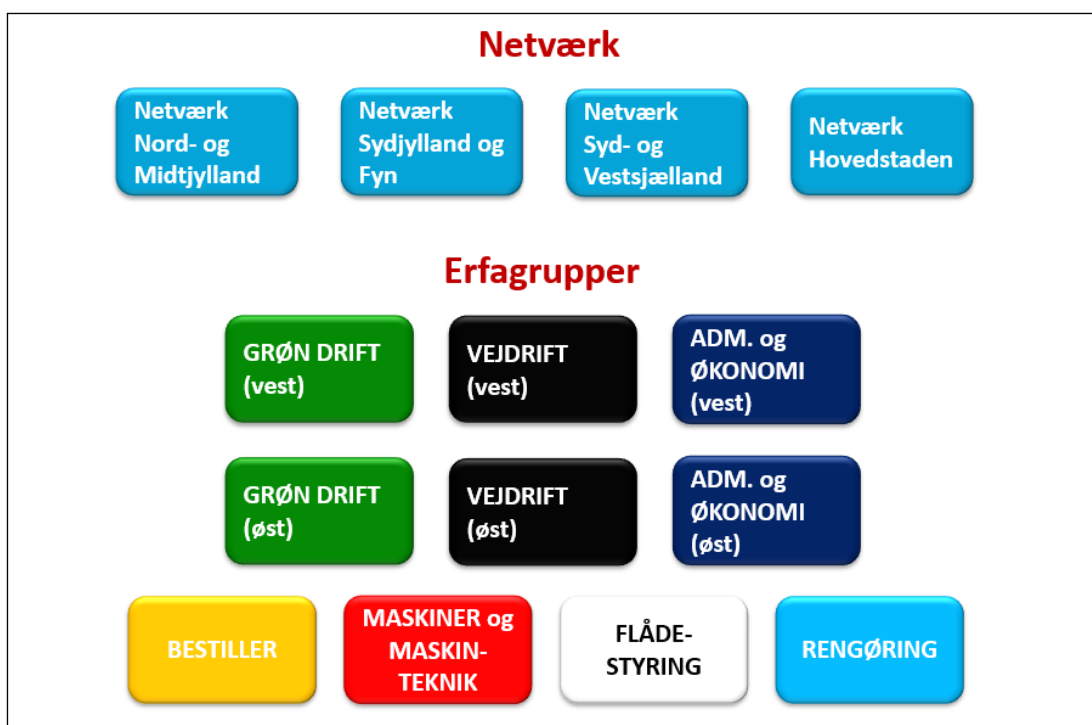 Netværk
Netværk
Nord- og
Midtjylland
Netværk
Sydjylland og
Fyn
Netværk
Syd- og
Vestsjælland
Netværk
Hovedstaden
Erfagrupper
GRØN DRIFT
(vest)
VEJDRIFT
(vest)
ADM. og
ØKONOMI
(vest)
GRØN DRIFT
(øst)
VEJDRIFT
(øst)
ADM. og
ØKONOMI
(øst)
BESTILLER
MASKINER og
MASKIN-
TEKNIK
FLÅDE-
STYRING
RENGØRING